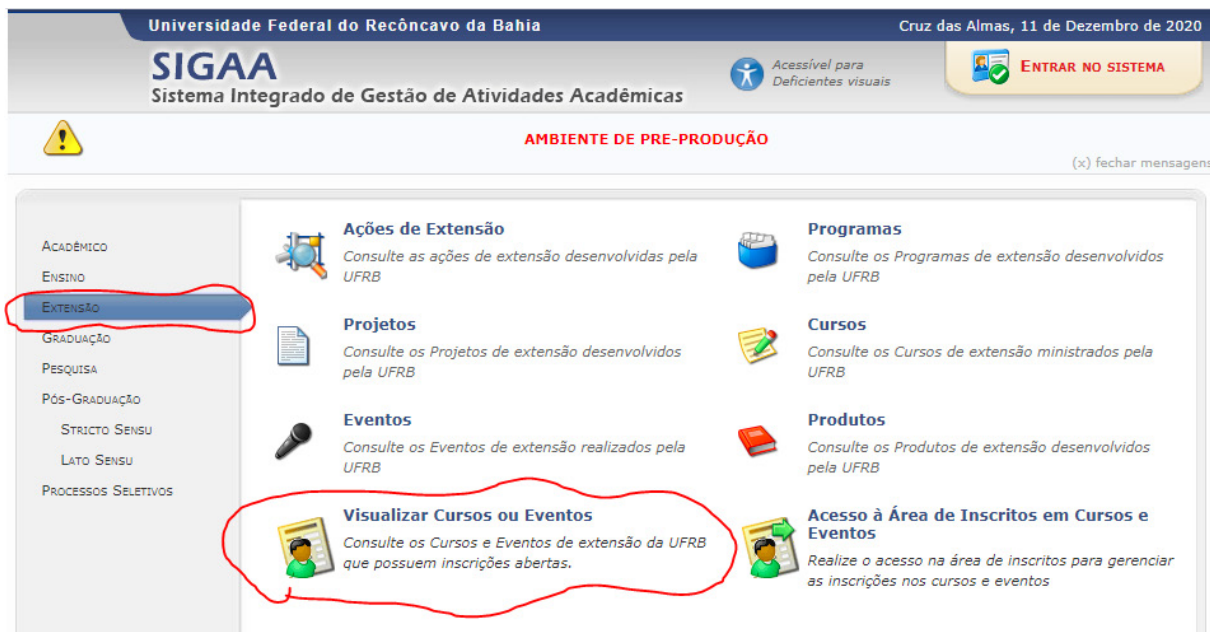 Universidade Federal do Recôncavo da Bahia
Cruz das Almas, 11 de Dezembro de 2020
SIGAA
Sistema Integrado de Gestão de Atividades Acadêmicas
Acessível para
Deficientes visuais
ENTRAR NO SISTEMA
AMBIENTE DE PRE-PRODUÇÃO
(x) fechar mensagens
ACADÊMICO
ENSINO
EXTENSÃO
GRADUAÇÃO
PESQUISA
PÓS-GRADUAÇÃO
STRICTO SENSU
LATO SENSU
PROCESSOS SELETIVOS
Ações de Extensão
Consulte as ações de extensão desenvolvidas pela
UFRB
Programas
Consulte os Programas de extensão desenvolvidos
pela UFRB
Projetos
Consulte os Projetos de extensão desenvolvidos
pela UFRB
Cursos
Consulte os Cursos de extensão ministrados pela
UFRB
Eventos
Consulte os Eventos de extensão realizados pela
UFRB
Produtos
Consulte os Produtos de extensão desenvolvidos
pela UFRB
Visualizar Cursos ou Eventos
Consulte os Cursos e Eventos de extensão da UFRB
que possuem inscrições abertas.
Acesso à Área de Inscritos em Cursos e
Eventos
Realize o acesso na área de inscritos para gerenciar
as inscrições nos cursos e eventos